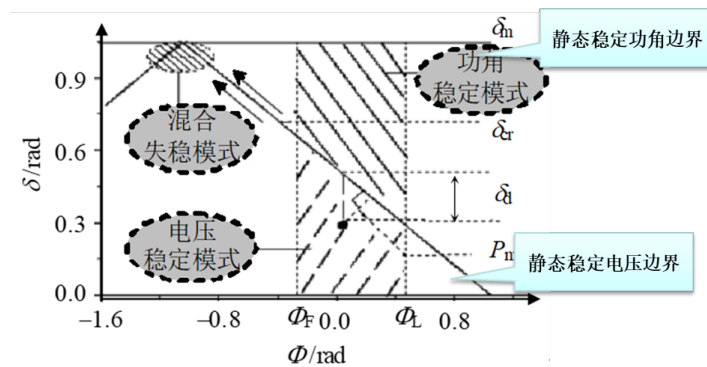 δm
静态稳定功角边界
0.9
功角
稳定模式
混合
失稳模式
δcr
δ/rad
0.6
δd
0.3
电压
稳定模式
静态稳定电压边界
0.0
−1.6
−0.8
ΦF
0.0
ΦL
0.8
Φ/rad